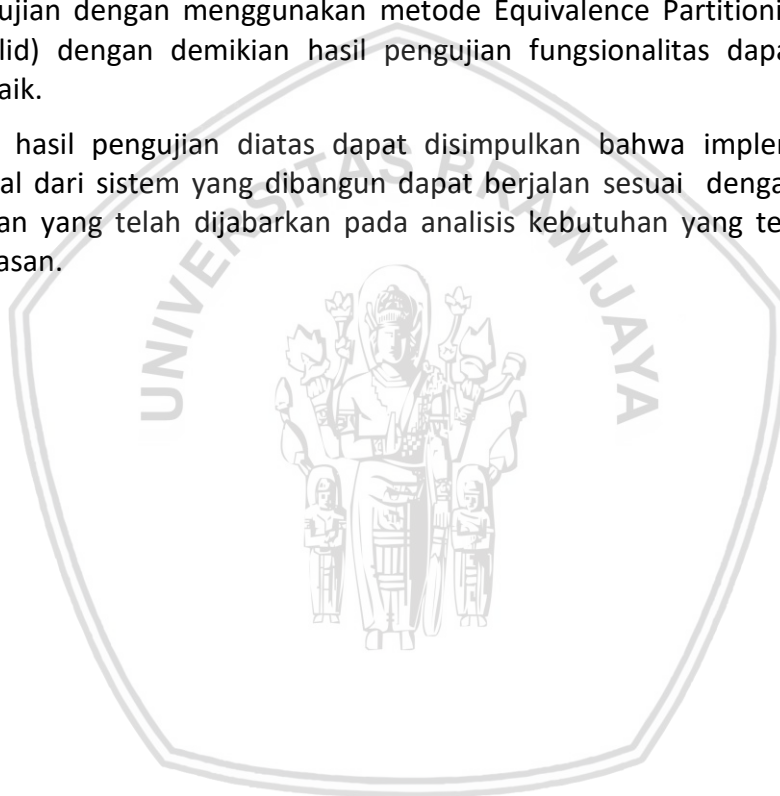 ujian dengan menggunakan metode Equivalence Partitioni
lid) dengan demikian hasil pengujian fungsionalitas dapa
aik.
hasil pengujian diatas dapat disimpulkan bahwa implem
al dari sistem yang dibangun dapat berjalan sesuai denga
an yang telah dijabarkan pada analisis kebutuhan yang te
asan.
UNIVERSITAS BRAWIJAYA